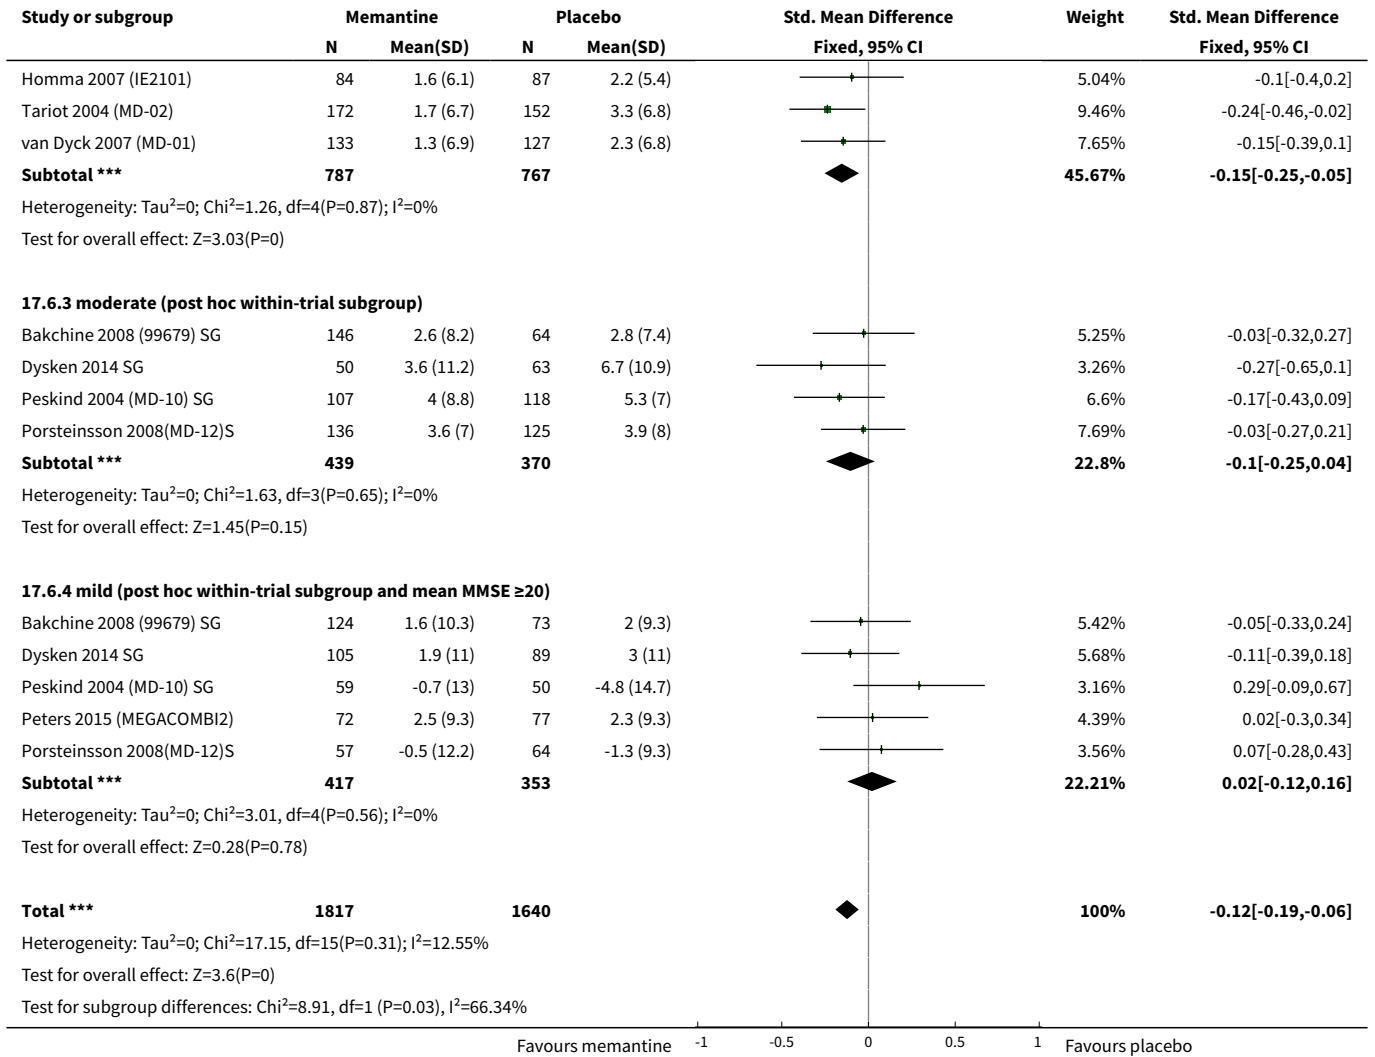 Study or subgroup Memantine Placebo Std. Mean Difference Weight Std. Mean Difference
N Mean(SD) N Mean(SD) Fixed, 95% CI Fixed, 95% CI
Homma 2007 (IE2101) 84 1.6 (6.1) 87 2.2 (5.4) 5.04% -0.1[-0.4,0.2]
Tariot 2004 (MD-02) 172 1.7 (6.7) 152 3.3 (6.8) 9.46% -0.24[-0.46,-0.02]
van Dyck 2007 (MD-01) 133 1.3 (6.9) 127 2.3 (6.8) 7.65% -0.15[-0.39,0.1]
Subtotal *** 787 767 45.67% -0.15[-0.25,-0.05]
Heterogeneity: Tau²=0; Chi²=1.26, df=4(P=0.87); I²=0%
Test for overall effect: Z=3.03(P=0)
17.6.3 moderate (post hoc within-trial subgroup)
Bakchine 2008 (99679) SG 146 2.6 (8.2) 64 2.8 (7.4) 5.25% -0.03[-0.32,0.27]
Dysken 2014 SG 50 3.6 (11.2) 63 6.7 (10.9) 3.26% -0.27[-0.65,0.1]
Peskind 2004 (MD-10) SG 107 4 (8.8) 118 5.3 (7) 6.6% -0.17[-0.43,0.09]
Porsteinsson 2008(MD-12)S 136 3.6 (7) 125 3.9 (8) 7.69% -0.03[-0.27,0.21]
Subtotal *** 439 370 22.8% -0.1[-0.25,0.04]
Heterogeneity: Tau²=0; Chi²=1.63, df=3(P=0.65); I²=0%
Test for overall effect: Z=1.45(P=0.15)
17.6.4 mild (post hoc within-trial subgroup and mean MMSE ≥20)
Bakchine 2008 (99679) SG 124 1.6 (10.3) 73 2 (9.3) 5.42% -0.05[-0.33,0.24]
Dysken 2014 SG 105 1.9 (11) 89 3 (11) 5.68% -0.11[-0.39,0.18]
Peskind 2004 (MD-10) SG 59 -0.7 (13) 50 -4.8 (14.7) 3.16% 0.29[-0.09,0.67]
Peters 2015 (MEGACOMBI2) 72 2.5 (9.3) 77 2.3 (9.3) 4.39% 0.02[-0.3,0.34]
Porsteinsson 2008(MD-12)S 57 -0.5 (12.2) 64 -1.3 (9.3) 3.56% 0.07[-0.28,0.43]
Subtotal *** 417 353 22.21% 0.02[-0.12,0.16]
Heterogeneity: Tau²=0; Chi²=3.01, df=4(P=0.56); I²=0%
Test for overall effect: Z=0.28(P=0.78)
Total *** 1817 1640 100% -0.12[-0.19,-0.06]
Heterogeneity: Tau²=0; Chi²=17.15, df=15(P=0.31); I²=12.55%
Test for overall effect: Z=3.6(P=0)
Test for subgroup differences: Chi²=8.91, df=1 (P=0.03), I²=66.34%
Favours memantine -1 -0.5 0 0.5 1 Favours placebo